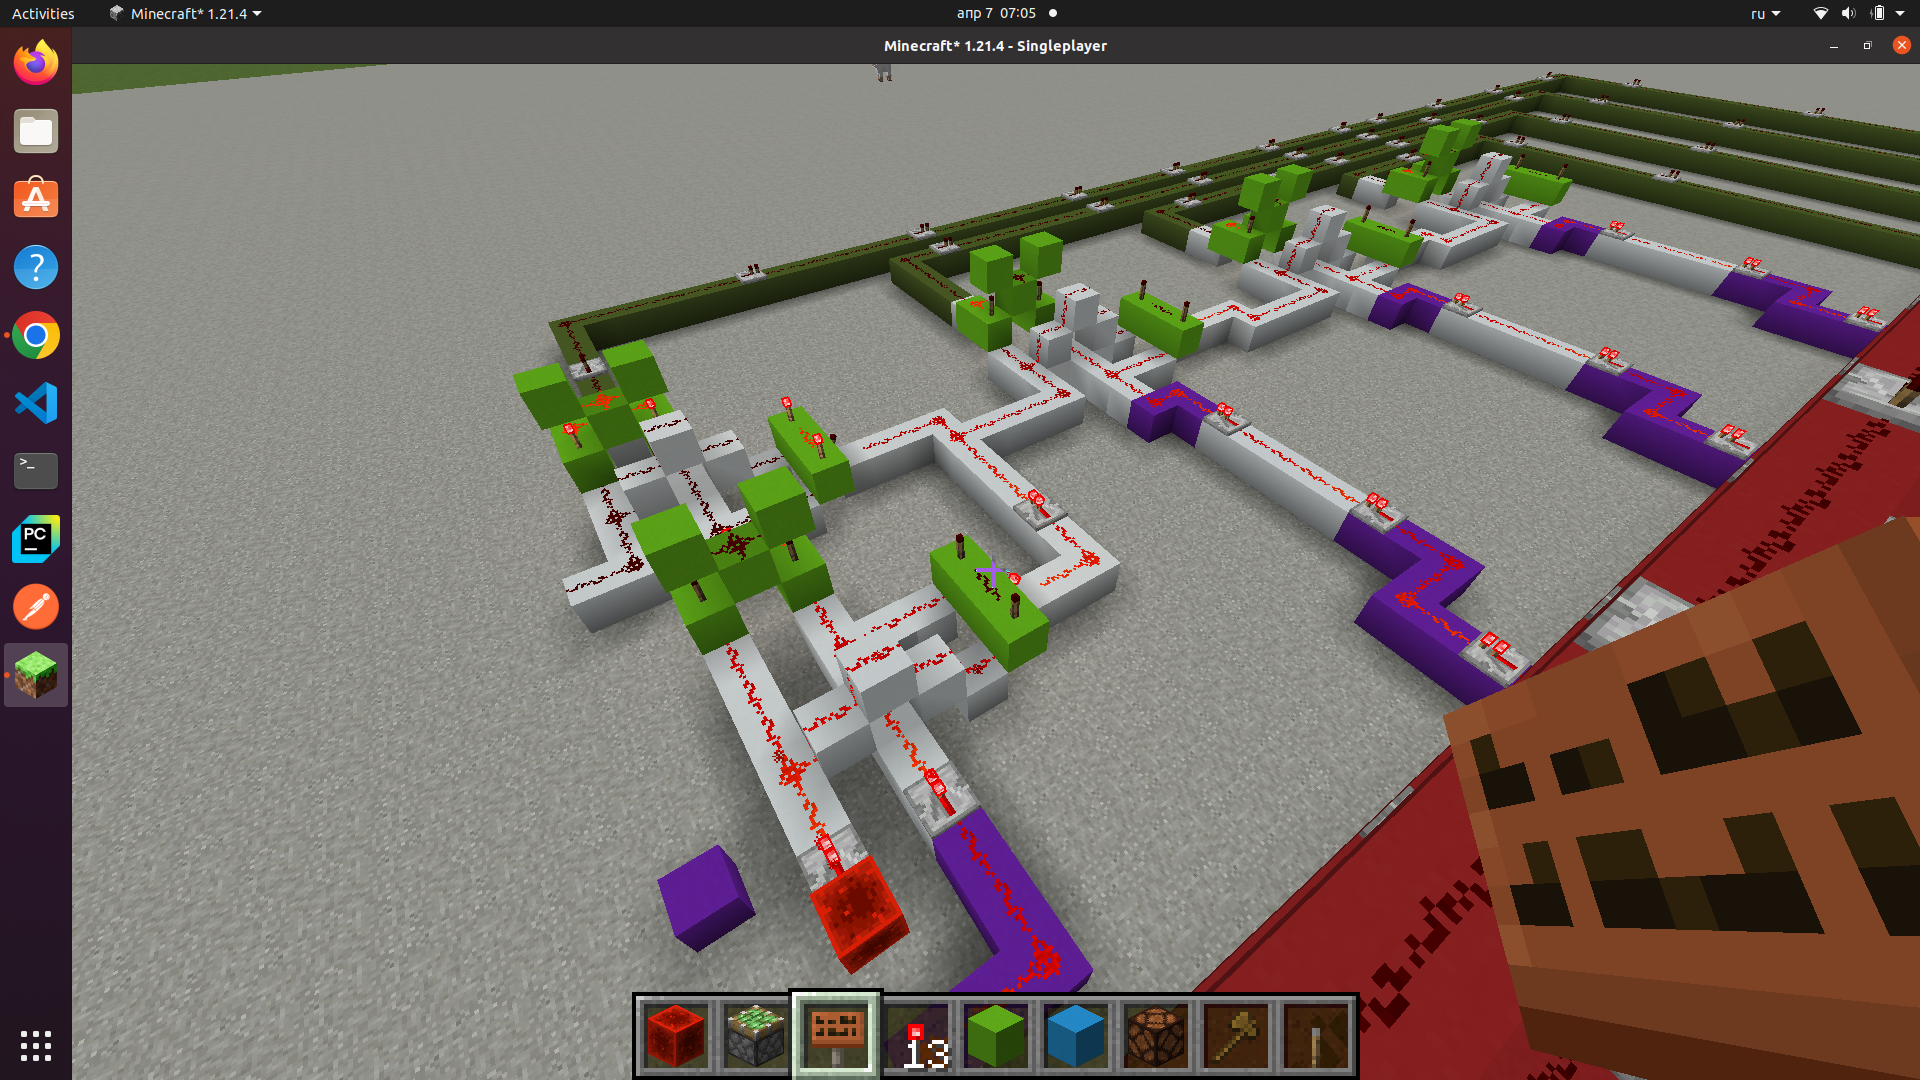 Activities
Minecraft* 1.21.4
апр 7 07:05
ru
Minecraft* 1.21.4 - Singleplayer
?
>_
PC
13